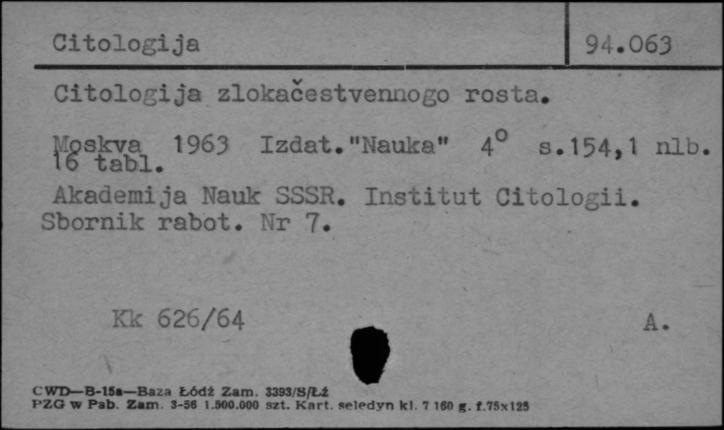 Citologija 94.063
Citologija zlokačestvennogo rosta.
Moskva 1963 Izdat."Nauka" 4° s.154,1 nlb.
16 tabl.
Akademija Nauk SSSR. Institut Citologii.
Sbornik rabot. Nr 7.
Kk 626/64 A.
CWD—B-15a—Baza Łódź Zam. 3393/S/Łź
PZG w Pab. Zam. 3-56 1.500.000 szt. Kart. seledyn kl. 7 160 g. f.75x125